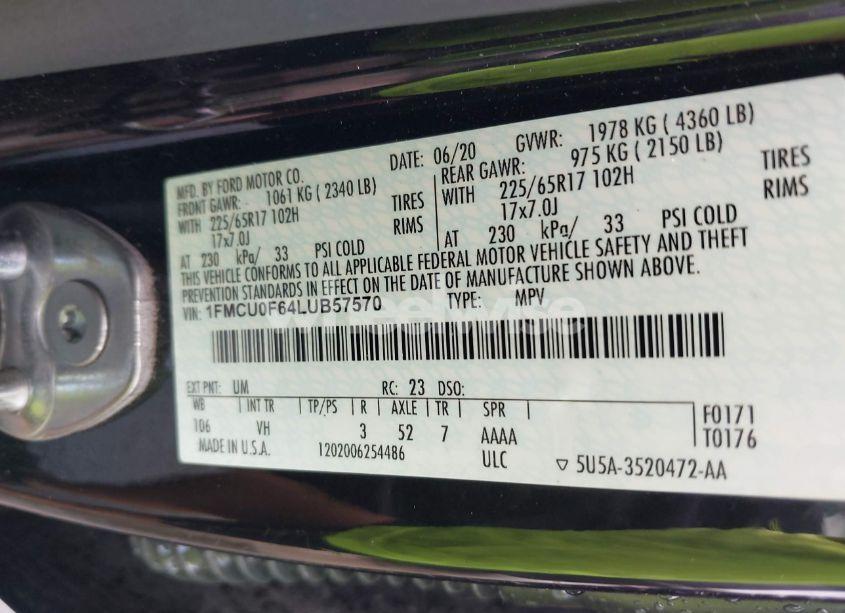 MFD. BY FORD MOTOR CO.
DATE: 06/20 GVWR: 1978 KG ( 4360 LB)
FRONT GAWR: 1061 KG ( 2340 LB)
WITH 225/65R17 102H TIRES
17x7.0J RIMS
AT 230 kPa/ 33 PSI COLD
REAR GAWR: 975 KG ( 2150 LB)
WITH 225/65R17 102H TIRES
17x7.0J RIMS
AT 230 kPa/ 33 PSI COLD
THIS VEHICLE CONFORMS TO ALL APPLICABLE FEDERAL MOTOR VEHICLE SAFETY AND THEFT
PREVENTION STANDARDS IN EFFECT ON THE DATE OF MANUFACTURE SHOWN ABOVE.
VIN: 1FMCU0F64LUB57570 TYPE: MPV
wheelwise
EXT PNT: UM RC: 23 DSO:
WB INT TR TP/PS R AXLE TR SPR
106 VH 3 52 7 AAAA
F0171
T0176
MADE IN U.S.A. 1202006254486 ULC ▽ 5U5A-3520472-AA